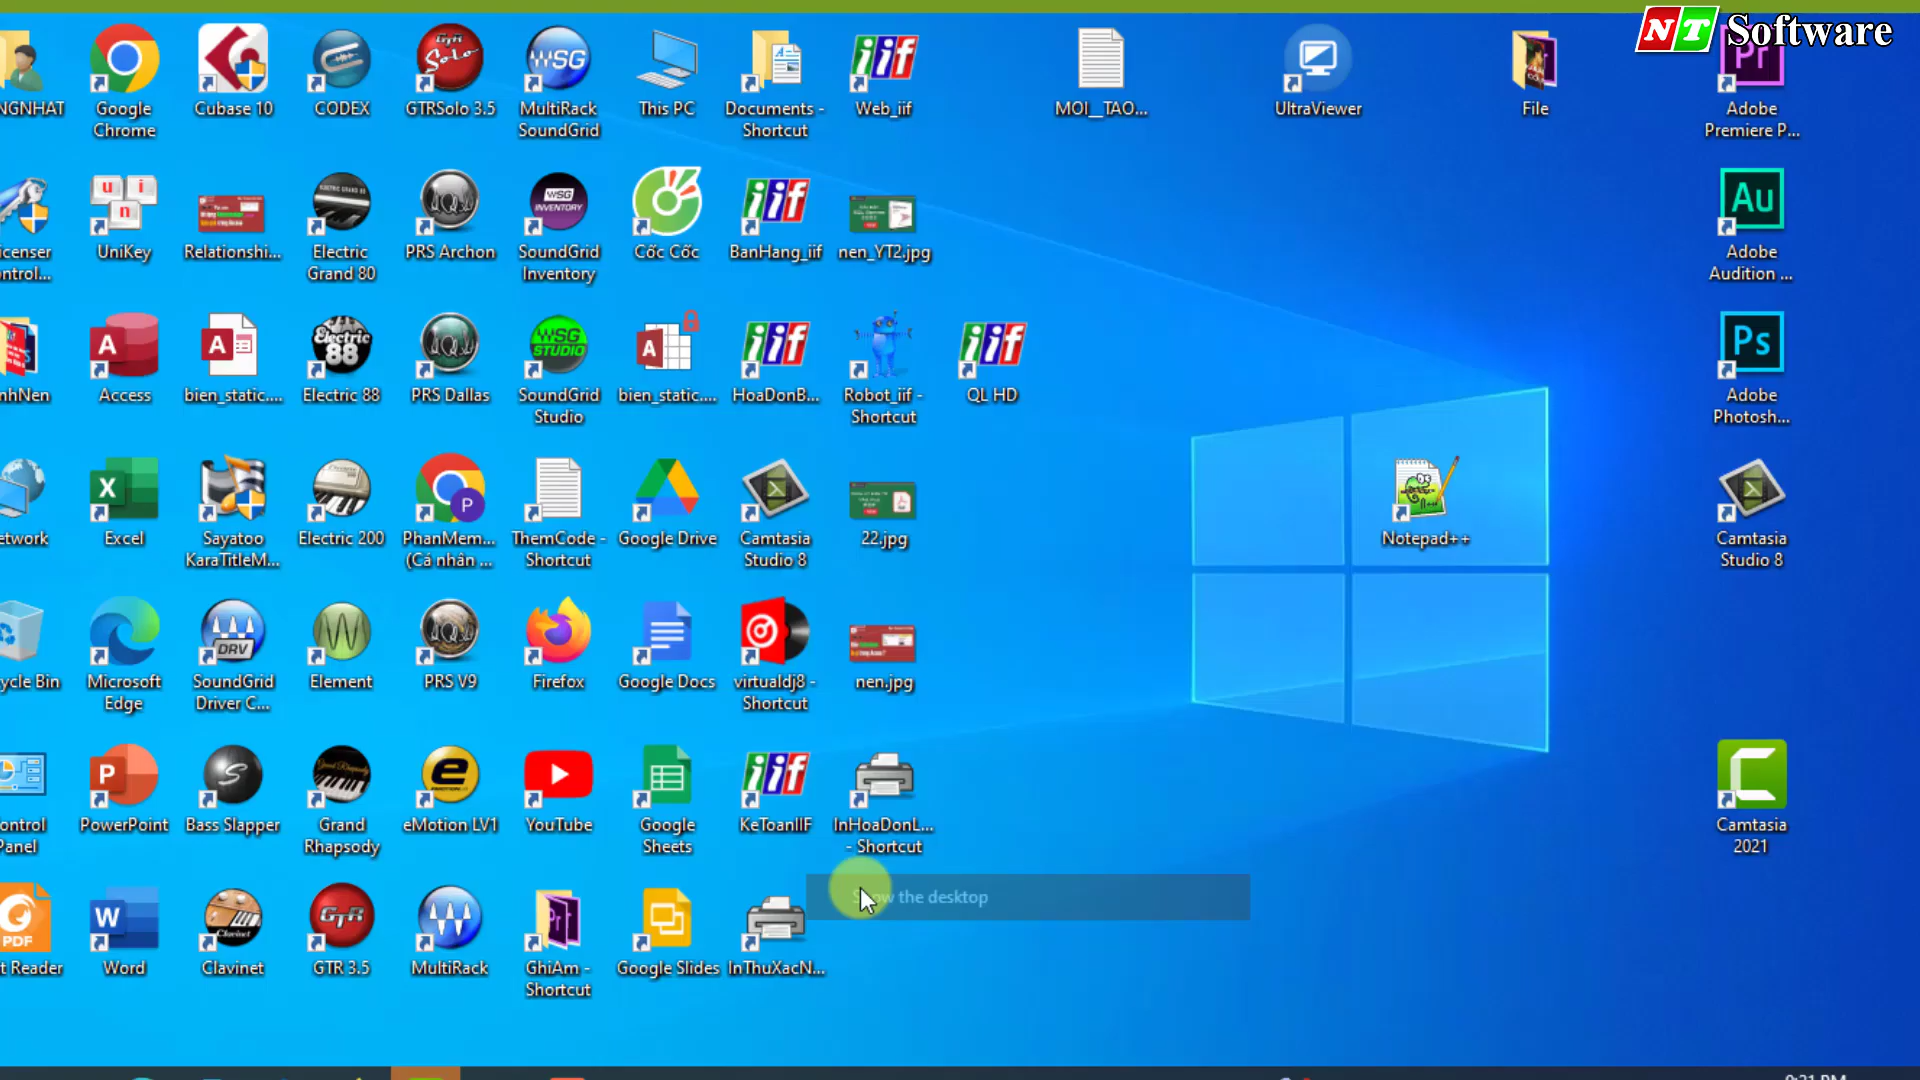 NT Software
NGNHAT
Google
Chrome
Cubase 10
CODEX
GTRSolo 3.5
MultiRack
SoundGrid
This PC
Documents -
Shortcut
Web_iif
MOI__TAO...
UltraViewer
File
Adobe
Premiere P...
icenser
ontrol...
UniKey
Relationshi...
Electric
Grand 80
PRS Archon
SoundGrid
Inventory
Cốc Cốc
BanHang_iif
nen_YT2.jpg
Adobe
Audition ...
nhNen
Access
bien_static....
Electric 88
PRS Dallas
SoundGrid
Studio
bien_static....
HoaDonB...
Robot_iif -
Shortcut
QL HD
Adobe
Photosh...
etwork
Excel
Sayatoo
KaraTitleM...
Electric 200
PhanMem...
(Cá nhân ...
ThemCode -
Shortcut
Google Drive
Camtasia
Studio 8
22.jpg
Notepad++
Camtasia
Studio 8
ycle Bin
Microsoft
Edge
SoundGrid
Driver C...
Element
PRS V9
Firefox
Google Docs
virtualdj8 -
Shortcut
nen.jpg
ontrol
Panel
PowerPoint
Bass Slapper
Grand
Rhapsody
eMotion LV1
YouTube
Google
Sheets
KeToanIIF
InHoaDonL...
- Shortcut
Camtasia
2021
Show the desktop
t Reader
Word
Clavinet
GTR 3.5
MultiRack
GhiAm -
Shortcut
Google Slides
InThuXacN...